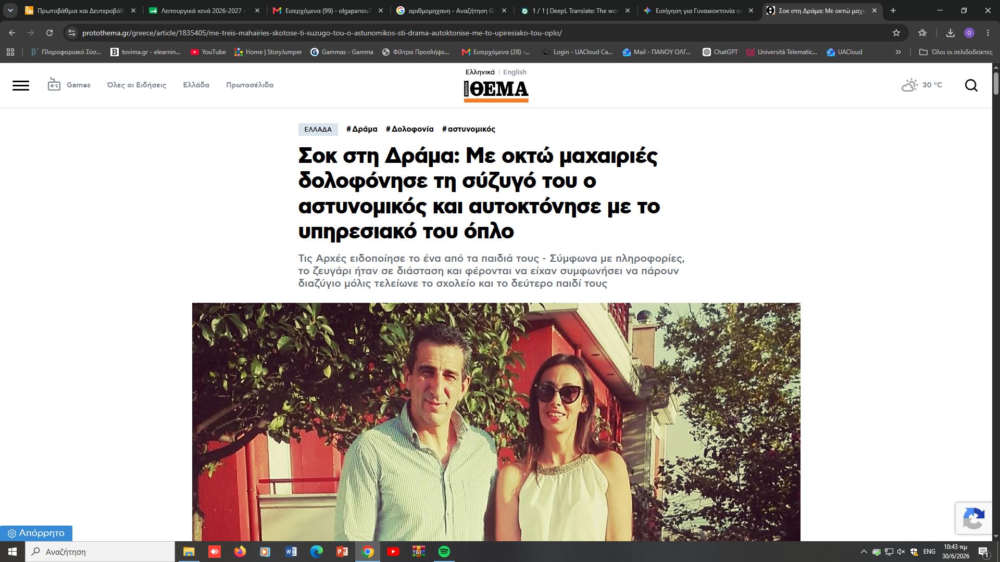 Πρωτοβάθμια και Δευτεροβάθ
Λειτουργικά κενά 2026-2027 -
Εισερχόμενα (99) - olgapanou7
αριθμομηχανη - Αναζήτηση Go
1 / 1 | DeepL Translate: The wor
Εισήγηση για Γυναικοκτονία σε
Σοκ στη Δράμα: Με οκτώ μαχα
protothema.gr/greece/article/1835405/me-treis-mahairies-skotose-ti-suzugo-tou-o-astunomikos-sti-drama-autoktonise-me-to-upiresiako-tou-oplo/
O
Πληροφοριακό Σύσ...
tovima.gr - elearnin...
YouTube
Home | StoryJumper
Gammas - Gamma
Φίλτρα Προσλήψε...
Εισερχόμενα (28) -...
Login - UACloud Ca...
Mail - ΠΑΝΟΥ ΟΛΓ...
ChatGPT
Università Telematic...
UACloud
Όλοι οι σελιδοδείκτες
Ελληνικά | English
Games
Όλες οι Ειδήσεις
Ελλάδα
Πρωτοσέλιδα
ΠΡΩΤΟ ΘΕΜΑ
30 °C
ΕΛΛΑΔΑ
# Δράμα
# Δολοφονία
# αστυνομικός
Σοκ στη Δράμα: Με οκτώ μαχαιριές
δολοφόνησε τη σύζυγό του ο
αστυνομικός και αυτοκτόνησε με το
υπηρεσιακό του όπλο
Τις Αρχές ειδοποίησε το ένα από τα παιδιά τους - Σύμφωνα με πληροφορίες,
το ζευγάρι ήταν σε διάσταση και φέρονται να είχαν συμφωνήσει να πάρουν
διαζύγιο μόλις τελείωνε το σχολείο και το δεύτερο παιδί τους
Απόρρητο
Αναζήτηση
ENG
10:43 πμ
30/6/2026
1